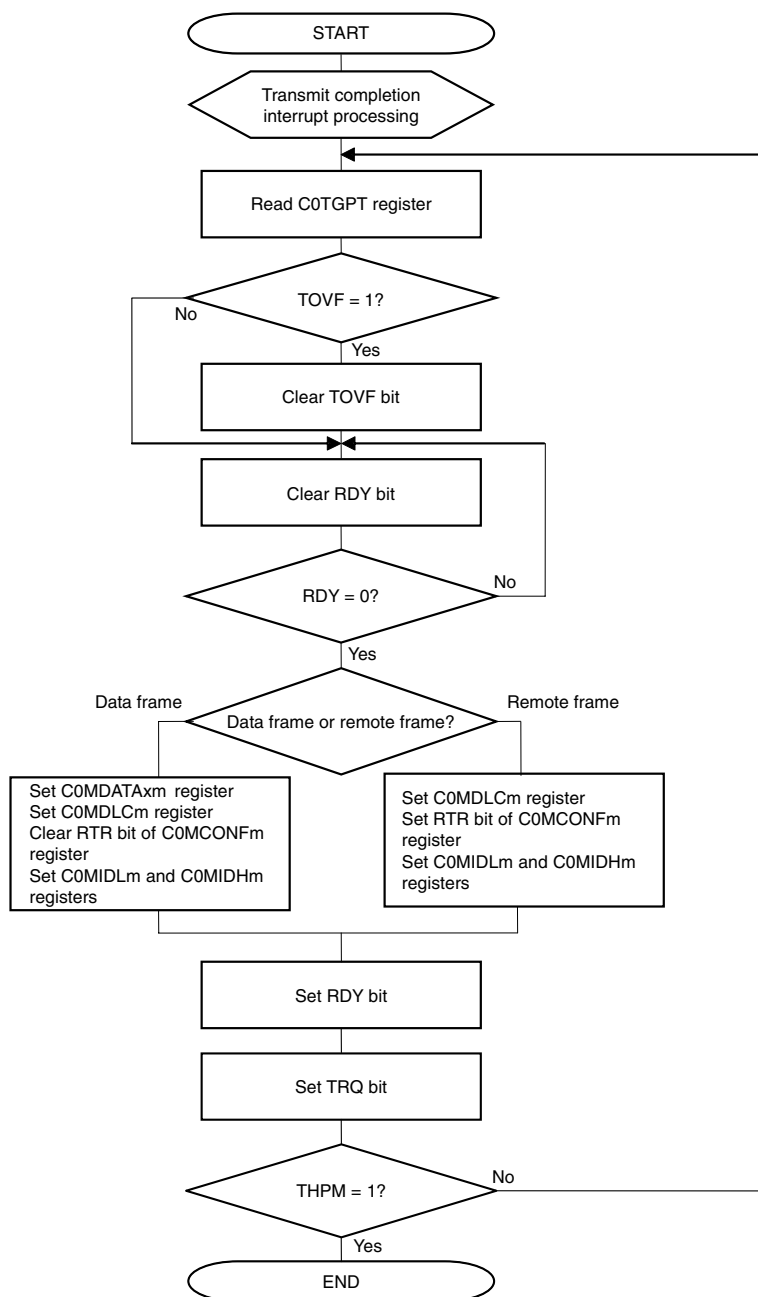 START
Transmit completion
interrupt processing
Read C0TGPT register
TOVF = 1?
No
Yes
Clear TOVF bit
Clear RDY bit
RDY = 0?
No
Yes
Data frame
Data frame or remote frame?
Remote frame
Set C0MDATAxm register
Set C0MDLCm register
Clear RTR bit of C0MCONFm
register
Set C0MIDLm and C0MIDHm
registers
Set C0MDLCm register
Set RTR bit of C0MCONFm
register
Set C0MIDLm and C0MIDHm
registers
Set RDY bit
Set TRQ bit
THPM = 1?
No
Yes
END